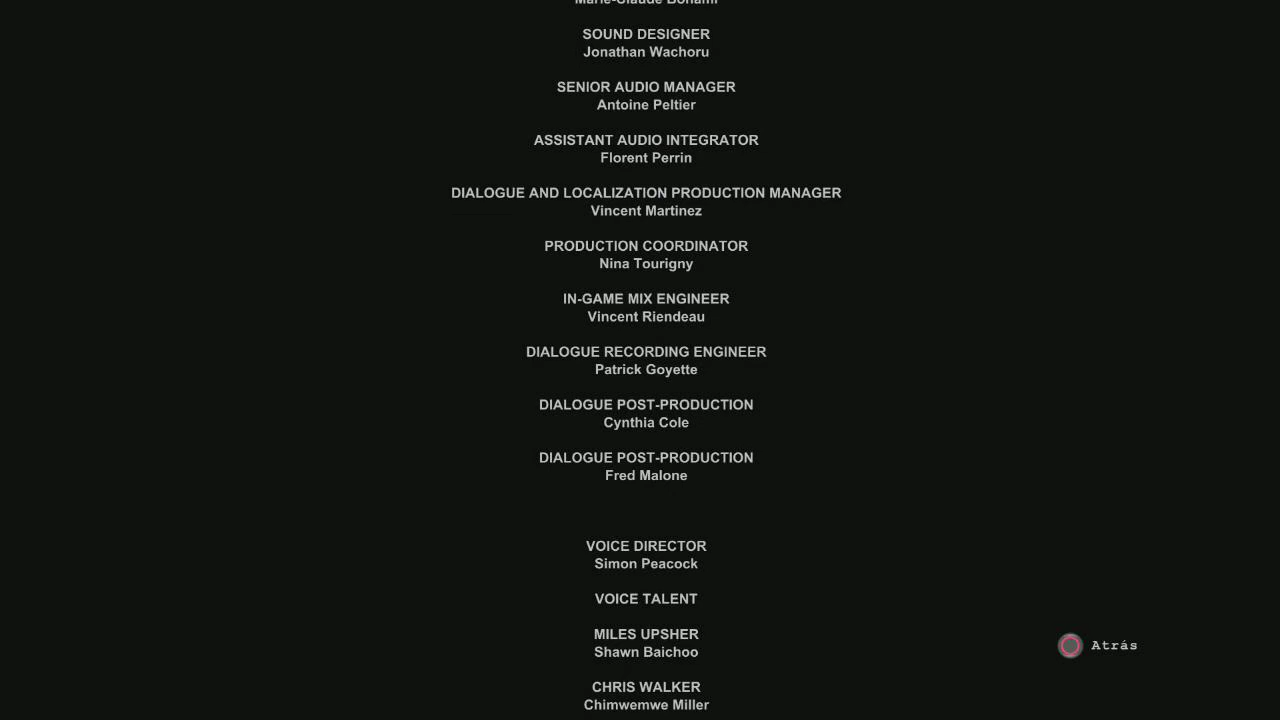 Marie-Claude Bonami
SOUND DESIGNER
Jonathan Wachoru
SENIOR AUDIO MANAGER
Antoine Peltier
ASSISTANT AUDIO INTEGRATOR
Florent Perrin
DIALOGUE AND LOCALIZATION PRODUCTION MANAGER
Vincent Martinez
PRODUCTION COORDINATOR
Nina Tourigny
IN-GAME MIX ENGINEER
Vincent Riendeau
DIALOGUE RECORDING ENGINEER
Patrick Goyette
DIALOGUE POST-PRODUCTION
Cynthia Cole
DIALOGUE POST-PRODUCTION
Fred Malone
VOICE DIRECTOR
Simon Peacock
VOICE TALENT
MILES UPSHER
Shawn Baichoo
Atrás
CHRIS WALKER
Chimwemwe Miller